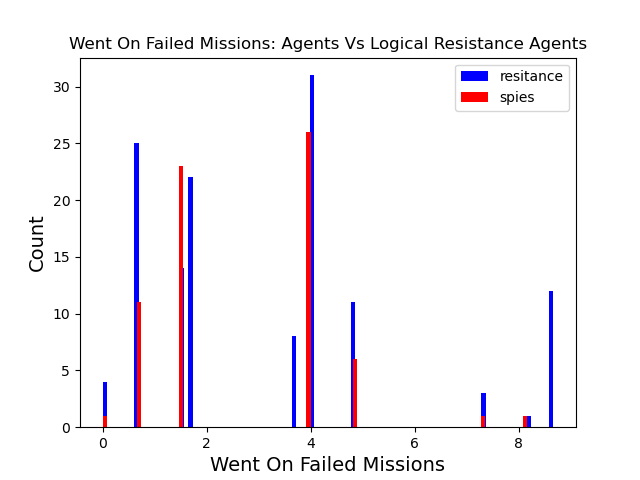 Went On Failed Missions: Agents Vs Logical Resistance Agents
resitance
spies
Count
30
25
20
15
10
5
0
0 2 4 6 8
Went On Failed Missions